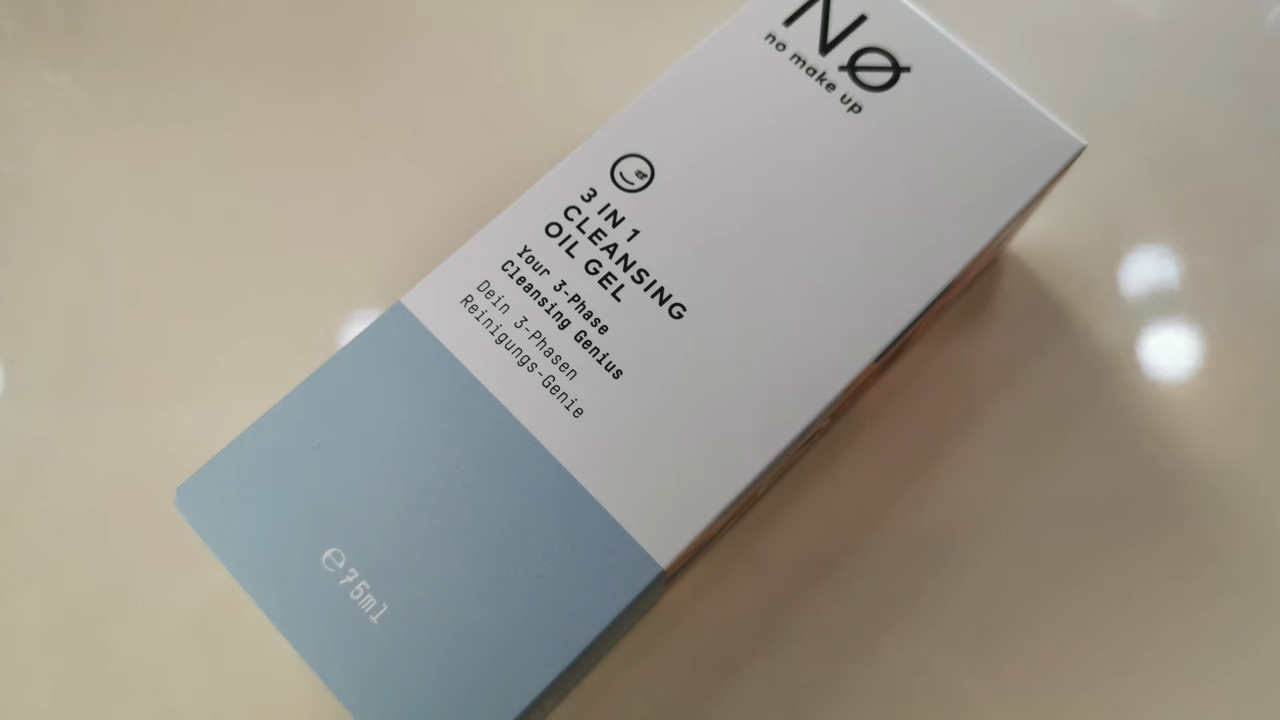 NØ
no make up
3 IN 1
CLEANSING
OIL GEL
Your 3-Phase
Cleansing Genius
Dein 3-Phasen
Reinigungs-Genie
℮75ml